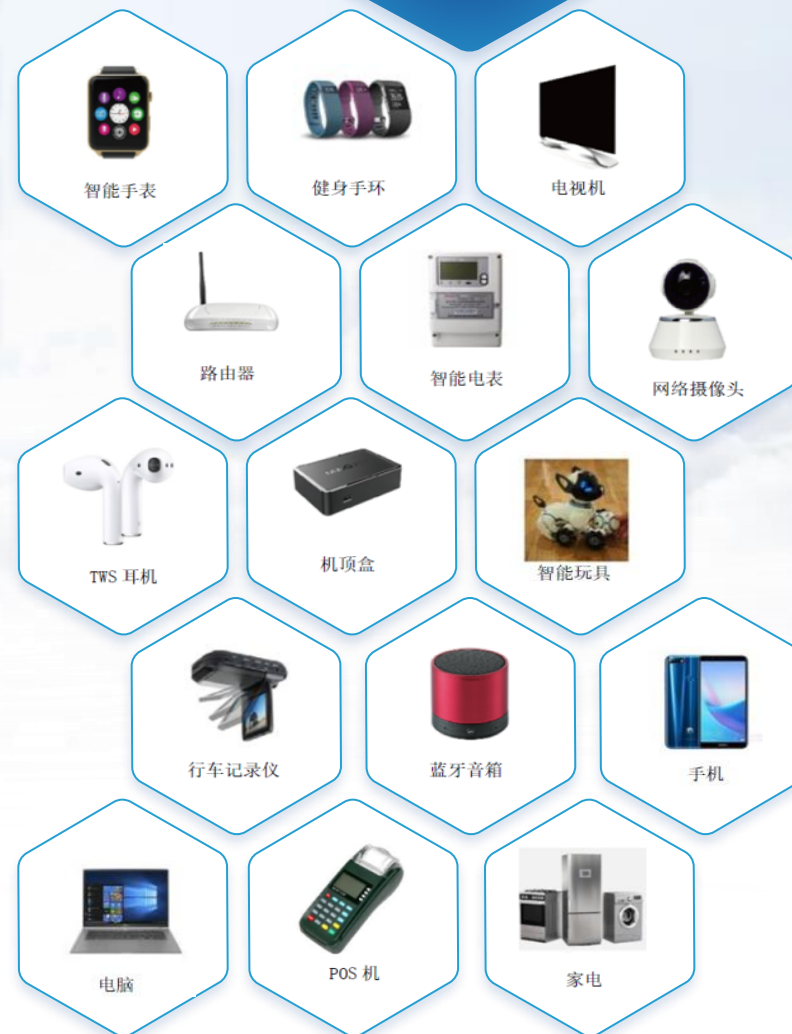 智能手表
健身手环
电视机
路由器
智能电表
网络摄像头
TWS 耳机
机顶盒
智能玩具
行车记录仪
蓝牙音箱
手机
电脑
POS 机
家电